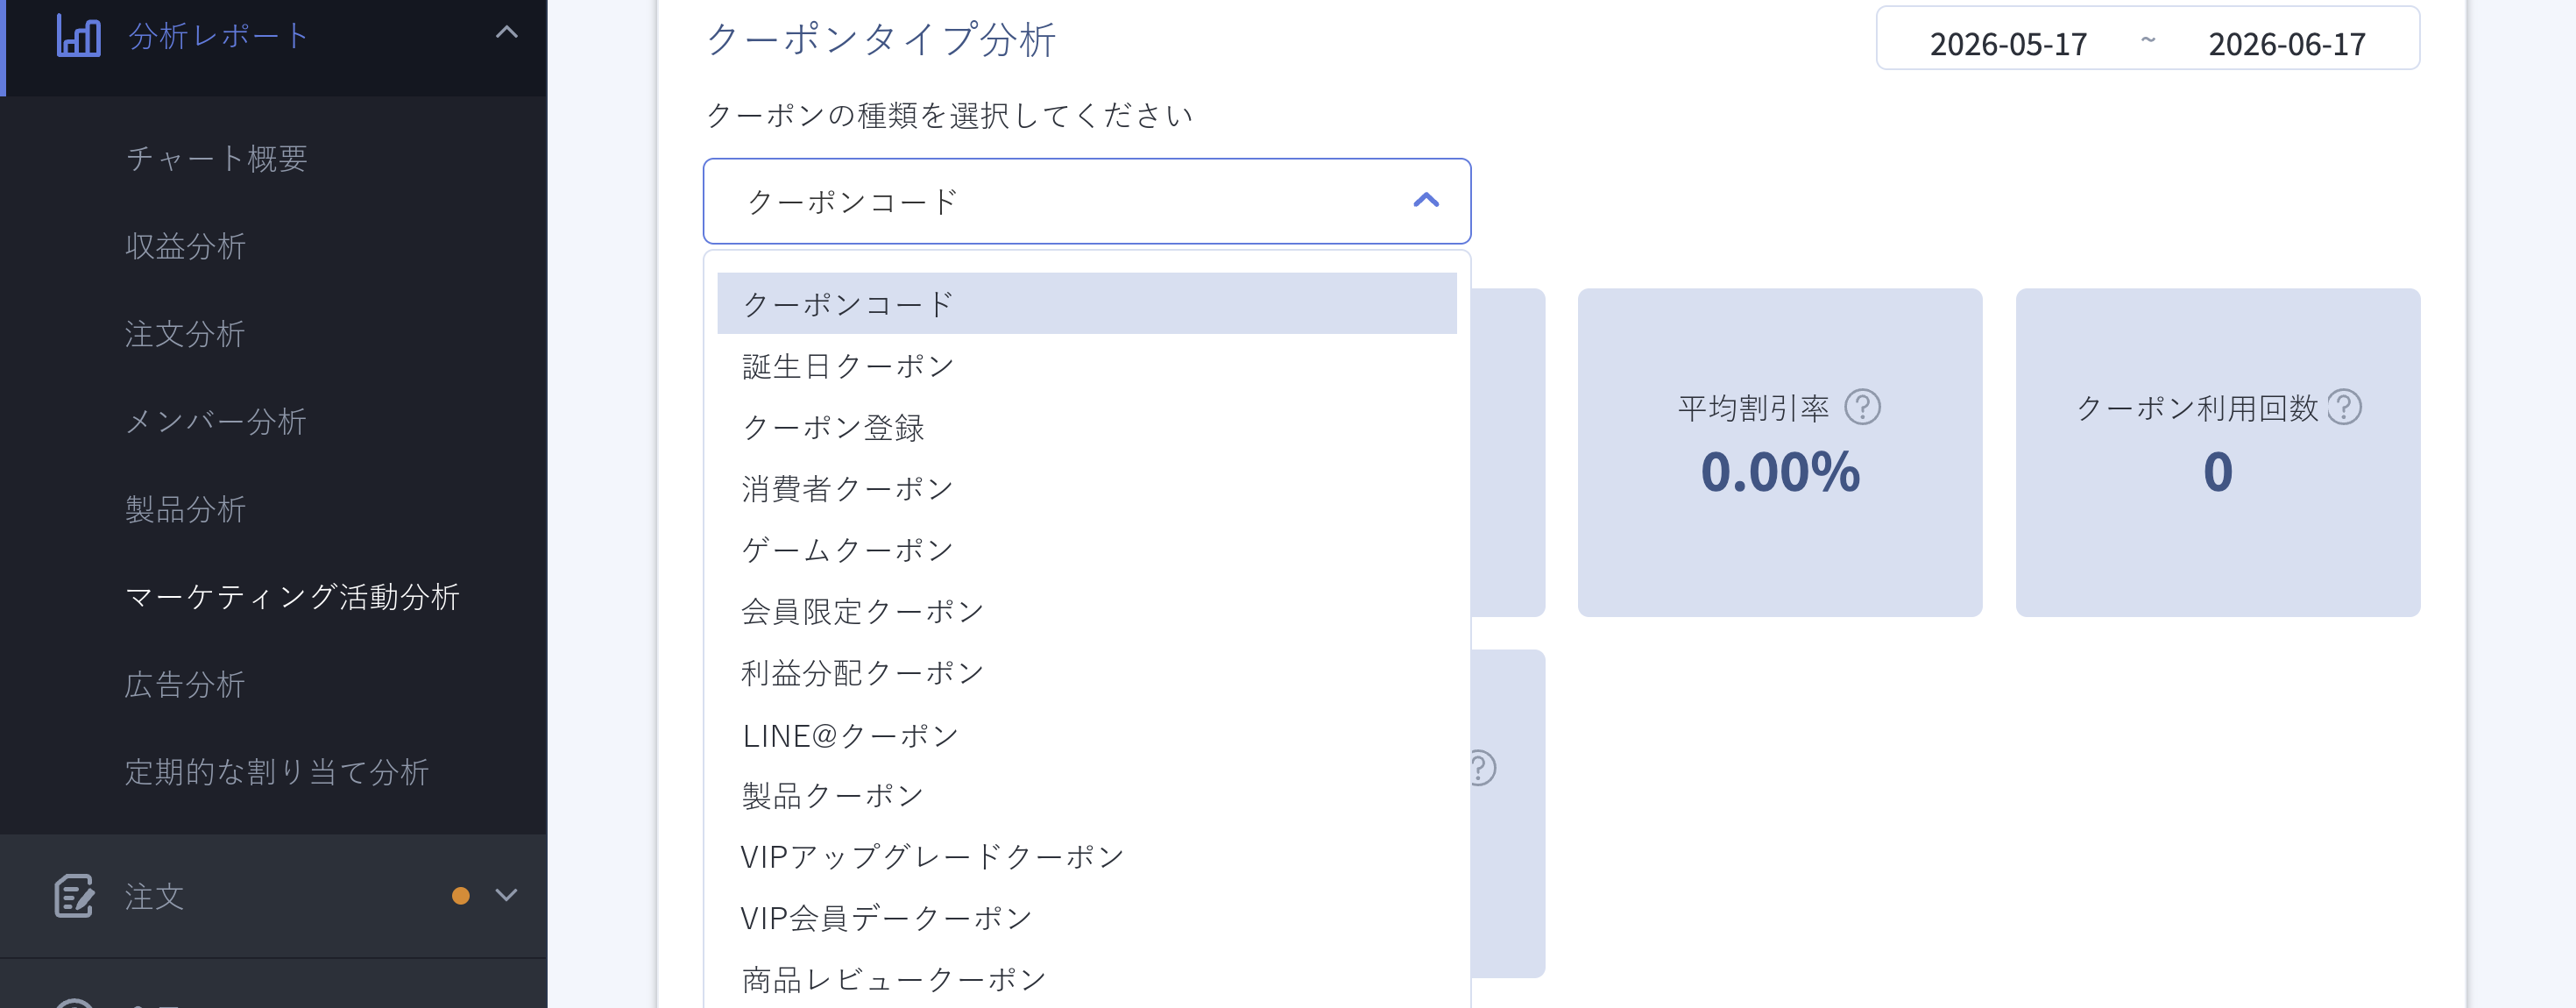 分析レポート
チャート概要
収益分析
注文分析
メンバー分析
製品分析
マーケティング活動分析
広告分析
定期的な割り当て分析
注文
クーポンタイプ分析
2026-05-17 ~ 2026-06-17
クーポンの種類を選択してください
クーポンコード
クーポンコード
誕生日クーポン
クーポン登録
消費者クーポン
ゲームクーポン
会員限定クーポン
利益分配クーポン
LINE@クーポン
製品クーポン
VIPアップグレードクーポン
VIP会員デークーポン
商品レビュークーポン
平均割引率
0.00%
クーポン利用回数
0